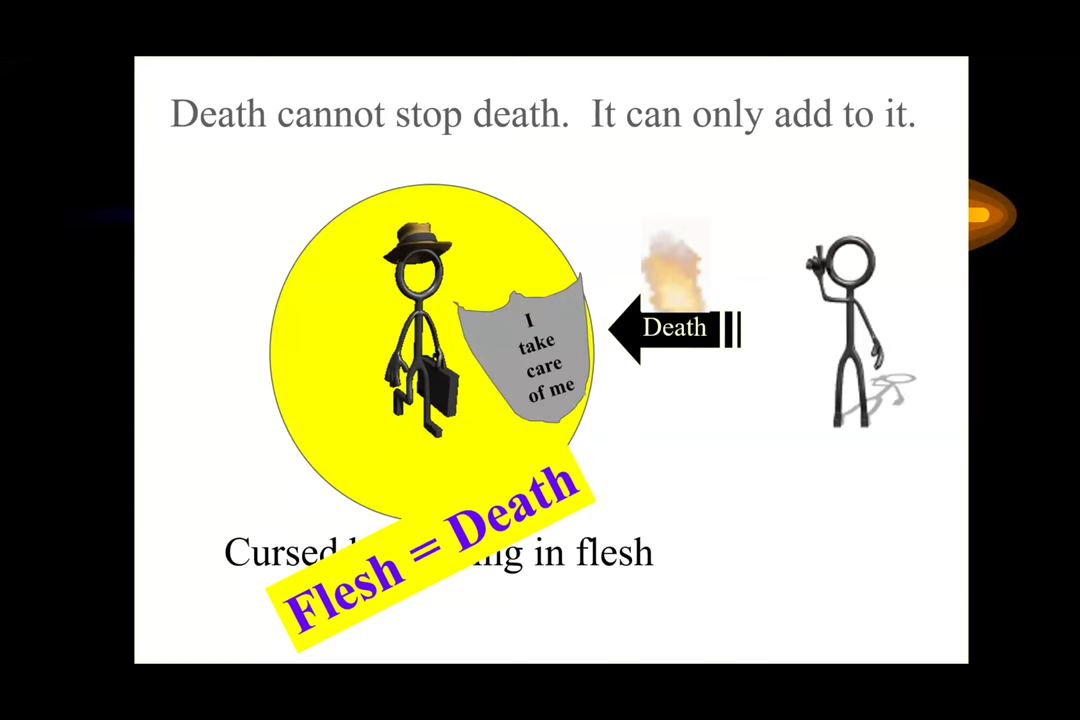 Death cannot stop death.  It can only add to it.
I
take
care
of me
Death
Flesh = Death
Cursed in flesh